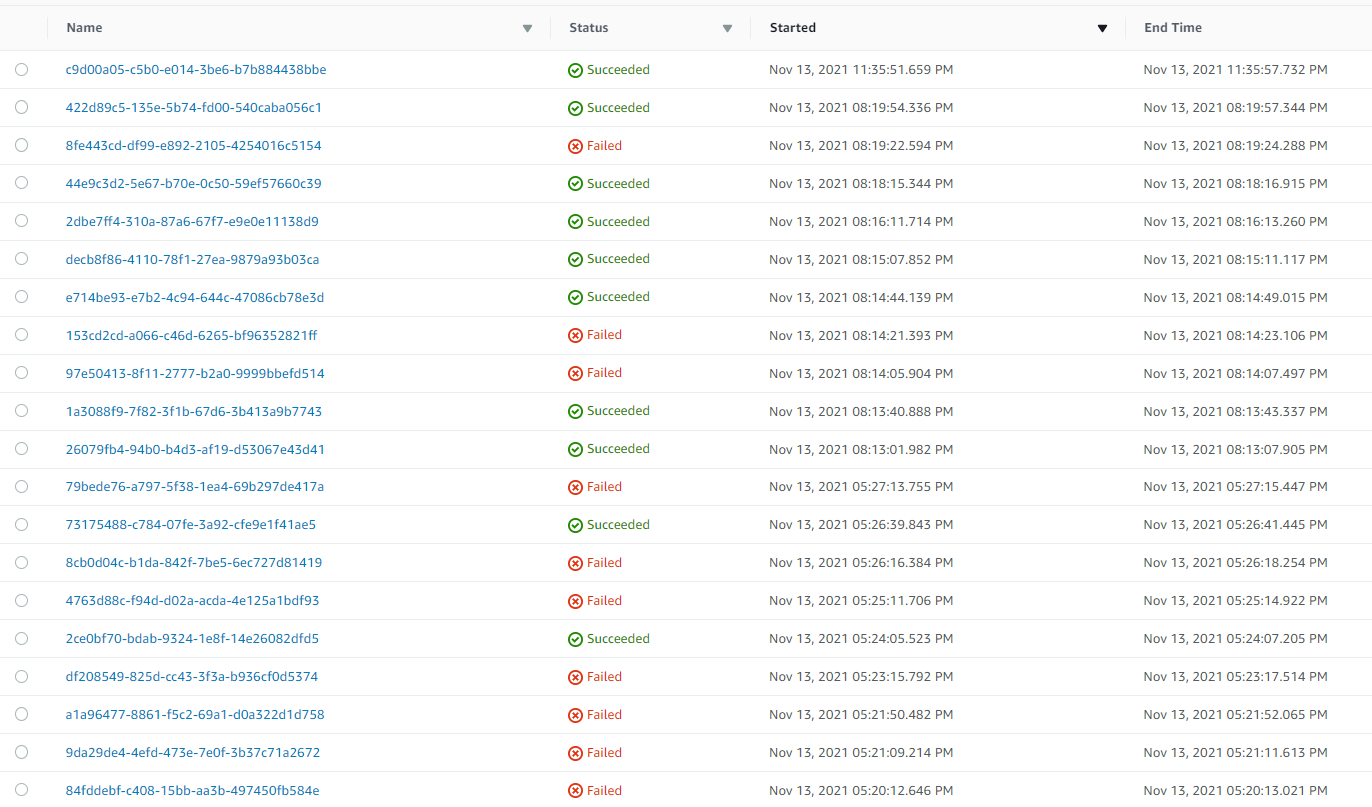 Name Status Started End Time
c9d00a05-c5b0-e014-3be6-b7b884438bbe Succeeded Nov 13, 2021 11:35:51.659 PM Nov 13, 2021 11:35:57.732 PM
422d89c5-135e-5b74-fd00-540caba056c1 Succeeded Nov 13, 2021 08:19:54.336 PM Nov 13, 2021 08:19:57.344 PM
8fe443cd-df99-e892-2105-4254016c5154 Failed Nov 13, 2021 08:19:22.594 PM Nov 13, 2021 08:19:24.288 PM
44e9c3d2-5e67-b70e-0c50-59ef57660c39 Succeeded Nov 13, 2021 08:18:15.344 PM Nov 13, 2021 08:18:16.915 PM
2dbe7ff4-310a-87a6-67f7-e9e0e11138d9 Succeeded Nov 13, 2021 08:16:11.714 PM Nov 13, 2021 08:16:13.260 PM
decb8f86-4110-78f1-27ea-9879a93b03ca Succeeded Nov 13, 2021 08:15:07.852 PM Nov 13, 2021 08:15:11.117 PM
e714be93-e7b2-4c94-644c-47086cb78e3d Succeeded Nov 13, 2021 08:14:44.139 PM Nov 13, 2021 08:14:49.015 PM
153cd2cd-a066-c46d-6265-bf96352821ff Failed Nov 13, 2021 08:14:21.393 PM Nov 13, 2021 08:14:23.106 PM
97e50413-8f11-2777-b2a0-9999bbefd514 Failed Nov 13, 2021 08:14:05.904 PM Nov 13, 2021 08:14:07.497 PM
1a3088f9-7f82-3f1b-67d6-3b413a9b7743 Succeeded Nov 13, 2021 08:13:40.888 PM Nov 13, 2021 08:13:43.337 PM
26079fb4-94b0-b4d3-af19-d53067e43d41 Succeeded Nov 13, 2021 08:13:01.982 PM Nov 13, 2021 08:13:07.905 PM
79bede76-a797-5f38-1ea4-69b297de417a Failed Nov 13, 2021 05:27:13.755 PM Nov 13, 2021 05:27:15.447 PM
73175488-c784-07fe-3a92-cfe9e1f41ae5 Succeeded Nov 13, 2021 05:26:39.843 PM Nov 13, 2021 05:26:41.445 PM
8cb0d04c-b1da-842f-7be5-6ec727d81419 Failed Nov 13, 2021 05:26:16.384 PM Nov 13, 2021 05:26:18.254 PM
4763d88c-f94d-d02a-acda-4e125a1bdf93 Failed Nov 13, 2021 05:25:11.706 PM Nov 13, 2021 05:25:14.922 PM
2ce0bf70-bdab-9324-1e8f-14e26082dfd5 Succeeded Nov 13, 2021 05:24:05.523 PM Nov 13, 2021 05:24:07.205 PM
df208549-825d-cc43-3f3a-b936cf0d5374 Failed Nov 13, 2021 05:23:15.792 PM Nov 13, 2021 05:23:17.514 PM
a1a96477-8861-f5c2-69a1-d0a322d1d758 Failed Nov 13, 2021 05:21:50.482 PM Nov 13, 2021 05:21:52.065 PM
9da29de4-4efd-473e-7e0f-3b37c71a2672 Failed Nov 13, 2021 05:21:09.214 PM Nov 13, 2021 05:21:11.613 PM
84fddebf-c408-15bb-aa3b-497450fb584e Failed Nov 13, 2021 05:20:12.646 PM Nov 13, 2021 05:20:13.021 PM